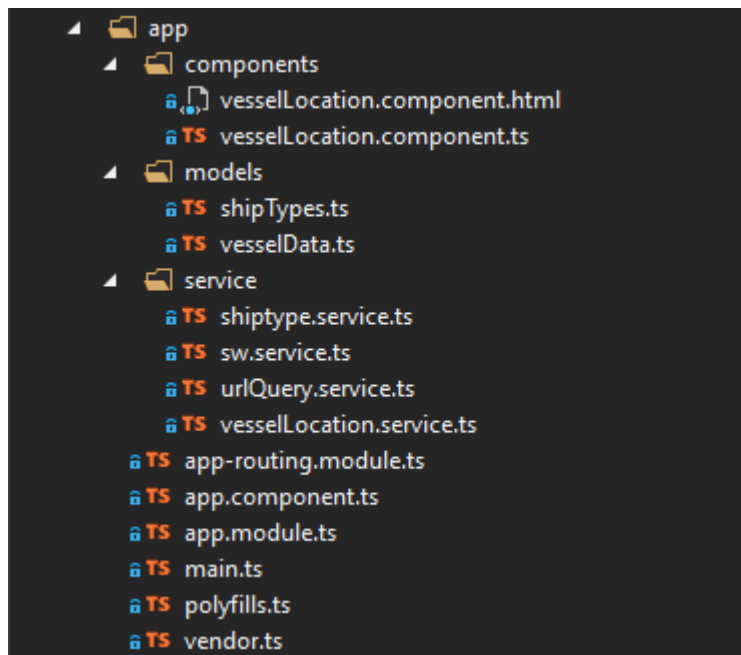 app
components
vesselLocation.component.html
TS vesselLocation.component.ts
models
TS shipTypes.ts
TS vesselData.ts
service
TS shiptype.service.ts
TS sw.service.ts
TS urlQuery.service.ts
TS vesselLocation.service.ts
TS app-routing.module.ts
TS app.component.ts
TS app.module.ts
TS main.ts
TS polyfills.ts
TS vendor.ts